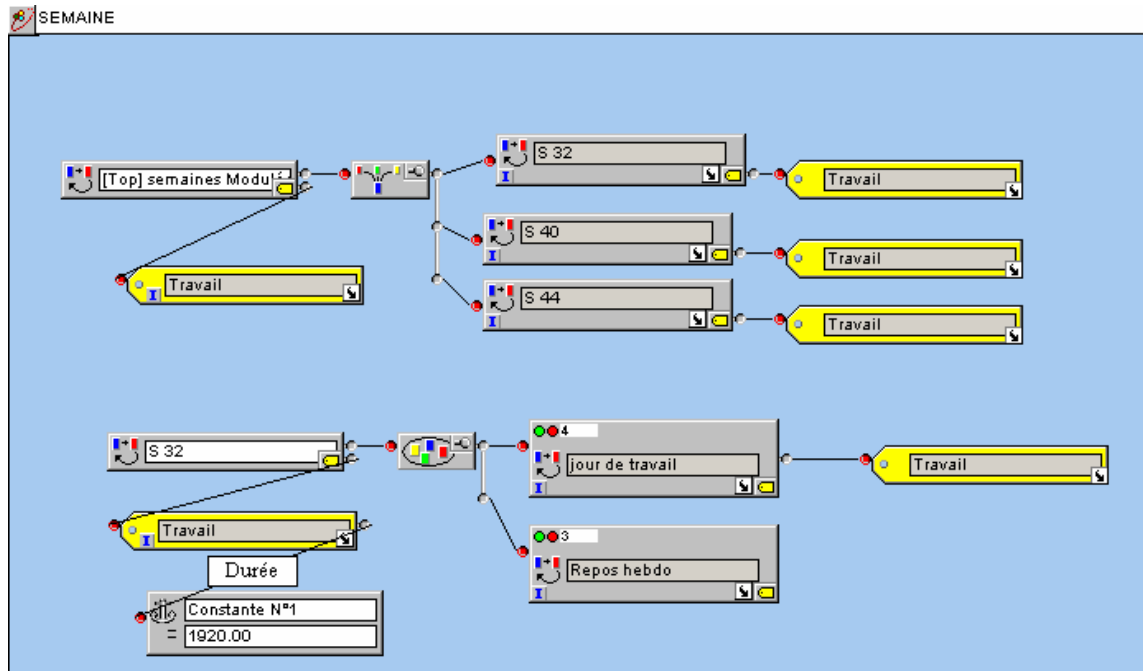 SEMAINE
[Top] semaines Modulé
S 32
Travail
S 40
Travail
Travail
S 44
Travail
S 32
4
jour de travail
Travail
Travail
3
Repos hebdo
Durée
Constante N°1
= 1920.00